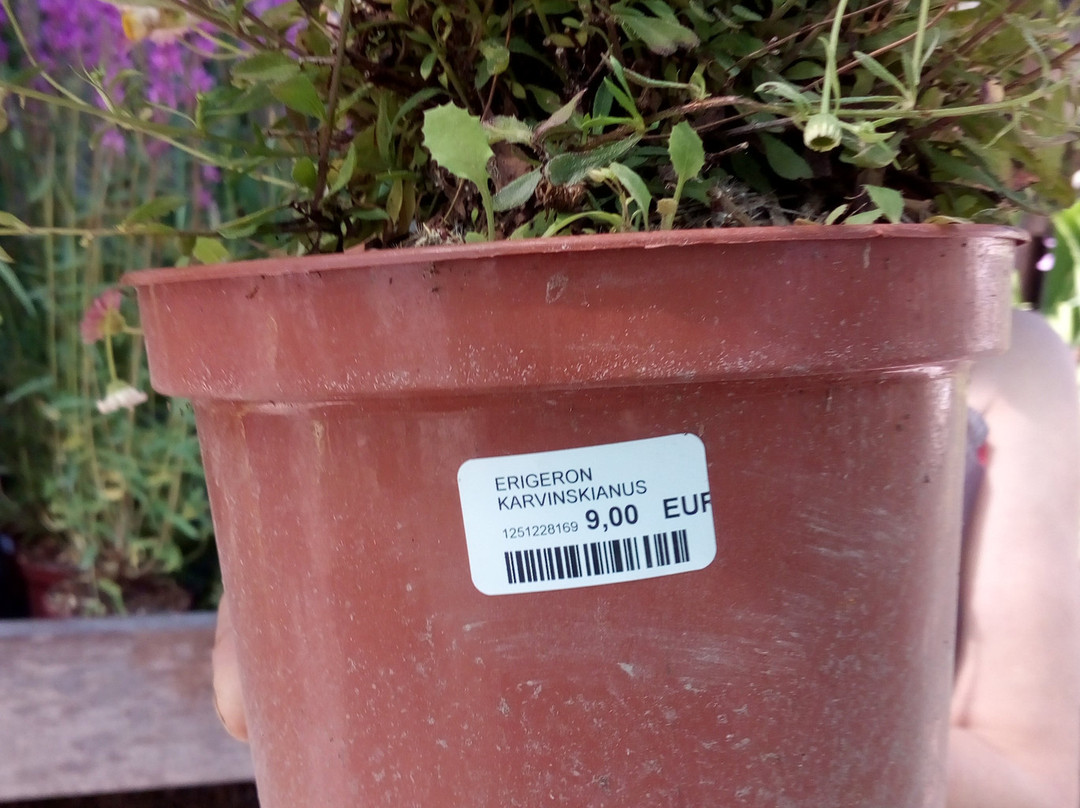 ERIGERON
KARVINSKIANUS
1251228169 9,00 EUR